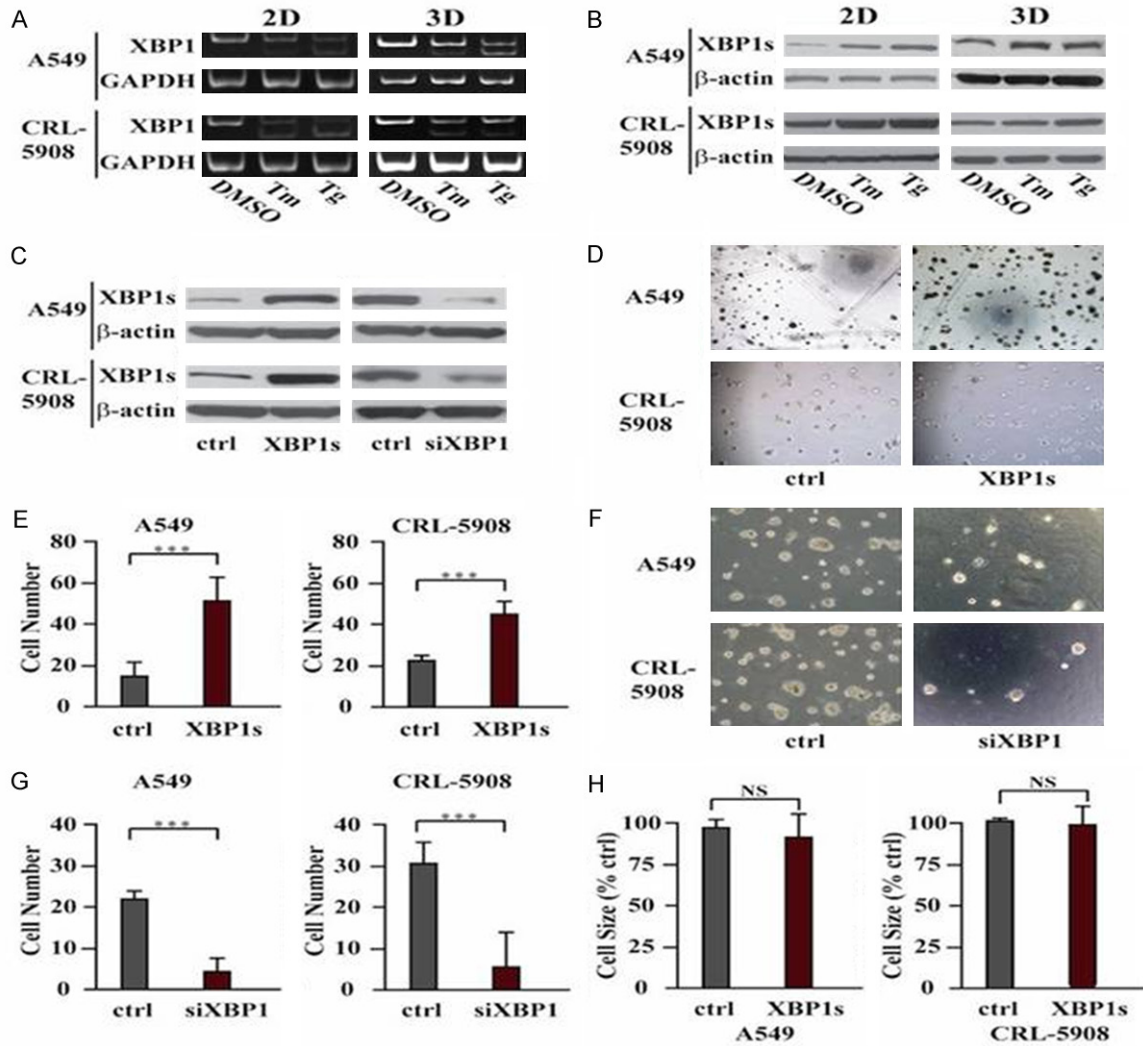 A
2D
3D
A549
XBP1
GAPDH
CRL-
5908
XBP1
GAPDH
DMSO
Tm
Tg
DMSO
Tm
Tg
B
2D
3D
A549
XBP1s
β-actin
CRL-
5908
XBP1s
β-actin
DMSO
Tm
Tg
DMSO
Tm
Tg
C
A549
XBP1s
β-actin
CRL-
5908
XBP1s
β-actin
ctrl
XBP1s
ctrl
siXBP1
D
A549
CRL-
5908
ctrl
XBP1s
E
A549
Cell Number
80
60
40
20
0
***
ctrl
XBP1s
CRL-5908
Cell Number
80
60
40
20
0
***
ctrl
XBP1s
F
A549
CRL-
5908
ctrl
siXBP1
G
A549
Cell Number
40
30
20
10
0
***
ctrl
siXBP1
CRL-5908
Cell Number
40
30
20
10
0
***
ctrl
siXBP1
H
Cell Size (% ctrl)
100
75
50
25
0
NS
ctrl
XBP1s
A549
Cell Size (% ctrl)
100
75
50
25
0
NS
ctrl
XBP1s
CRL-5908